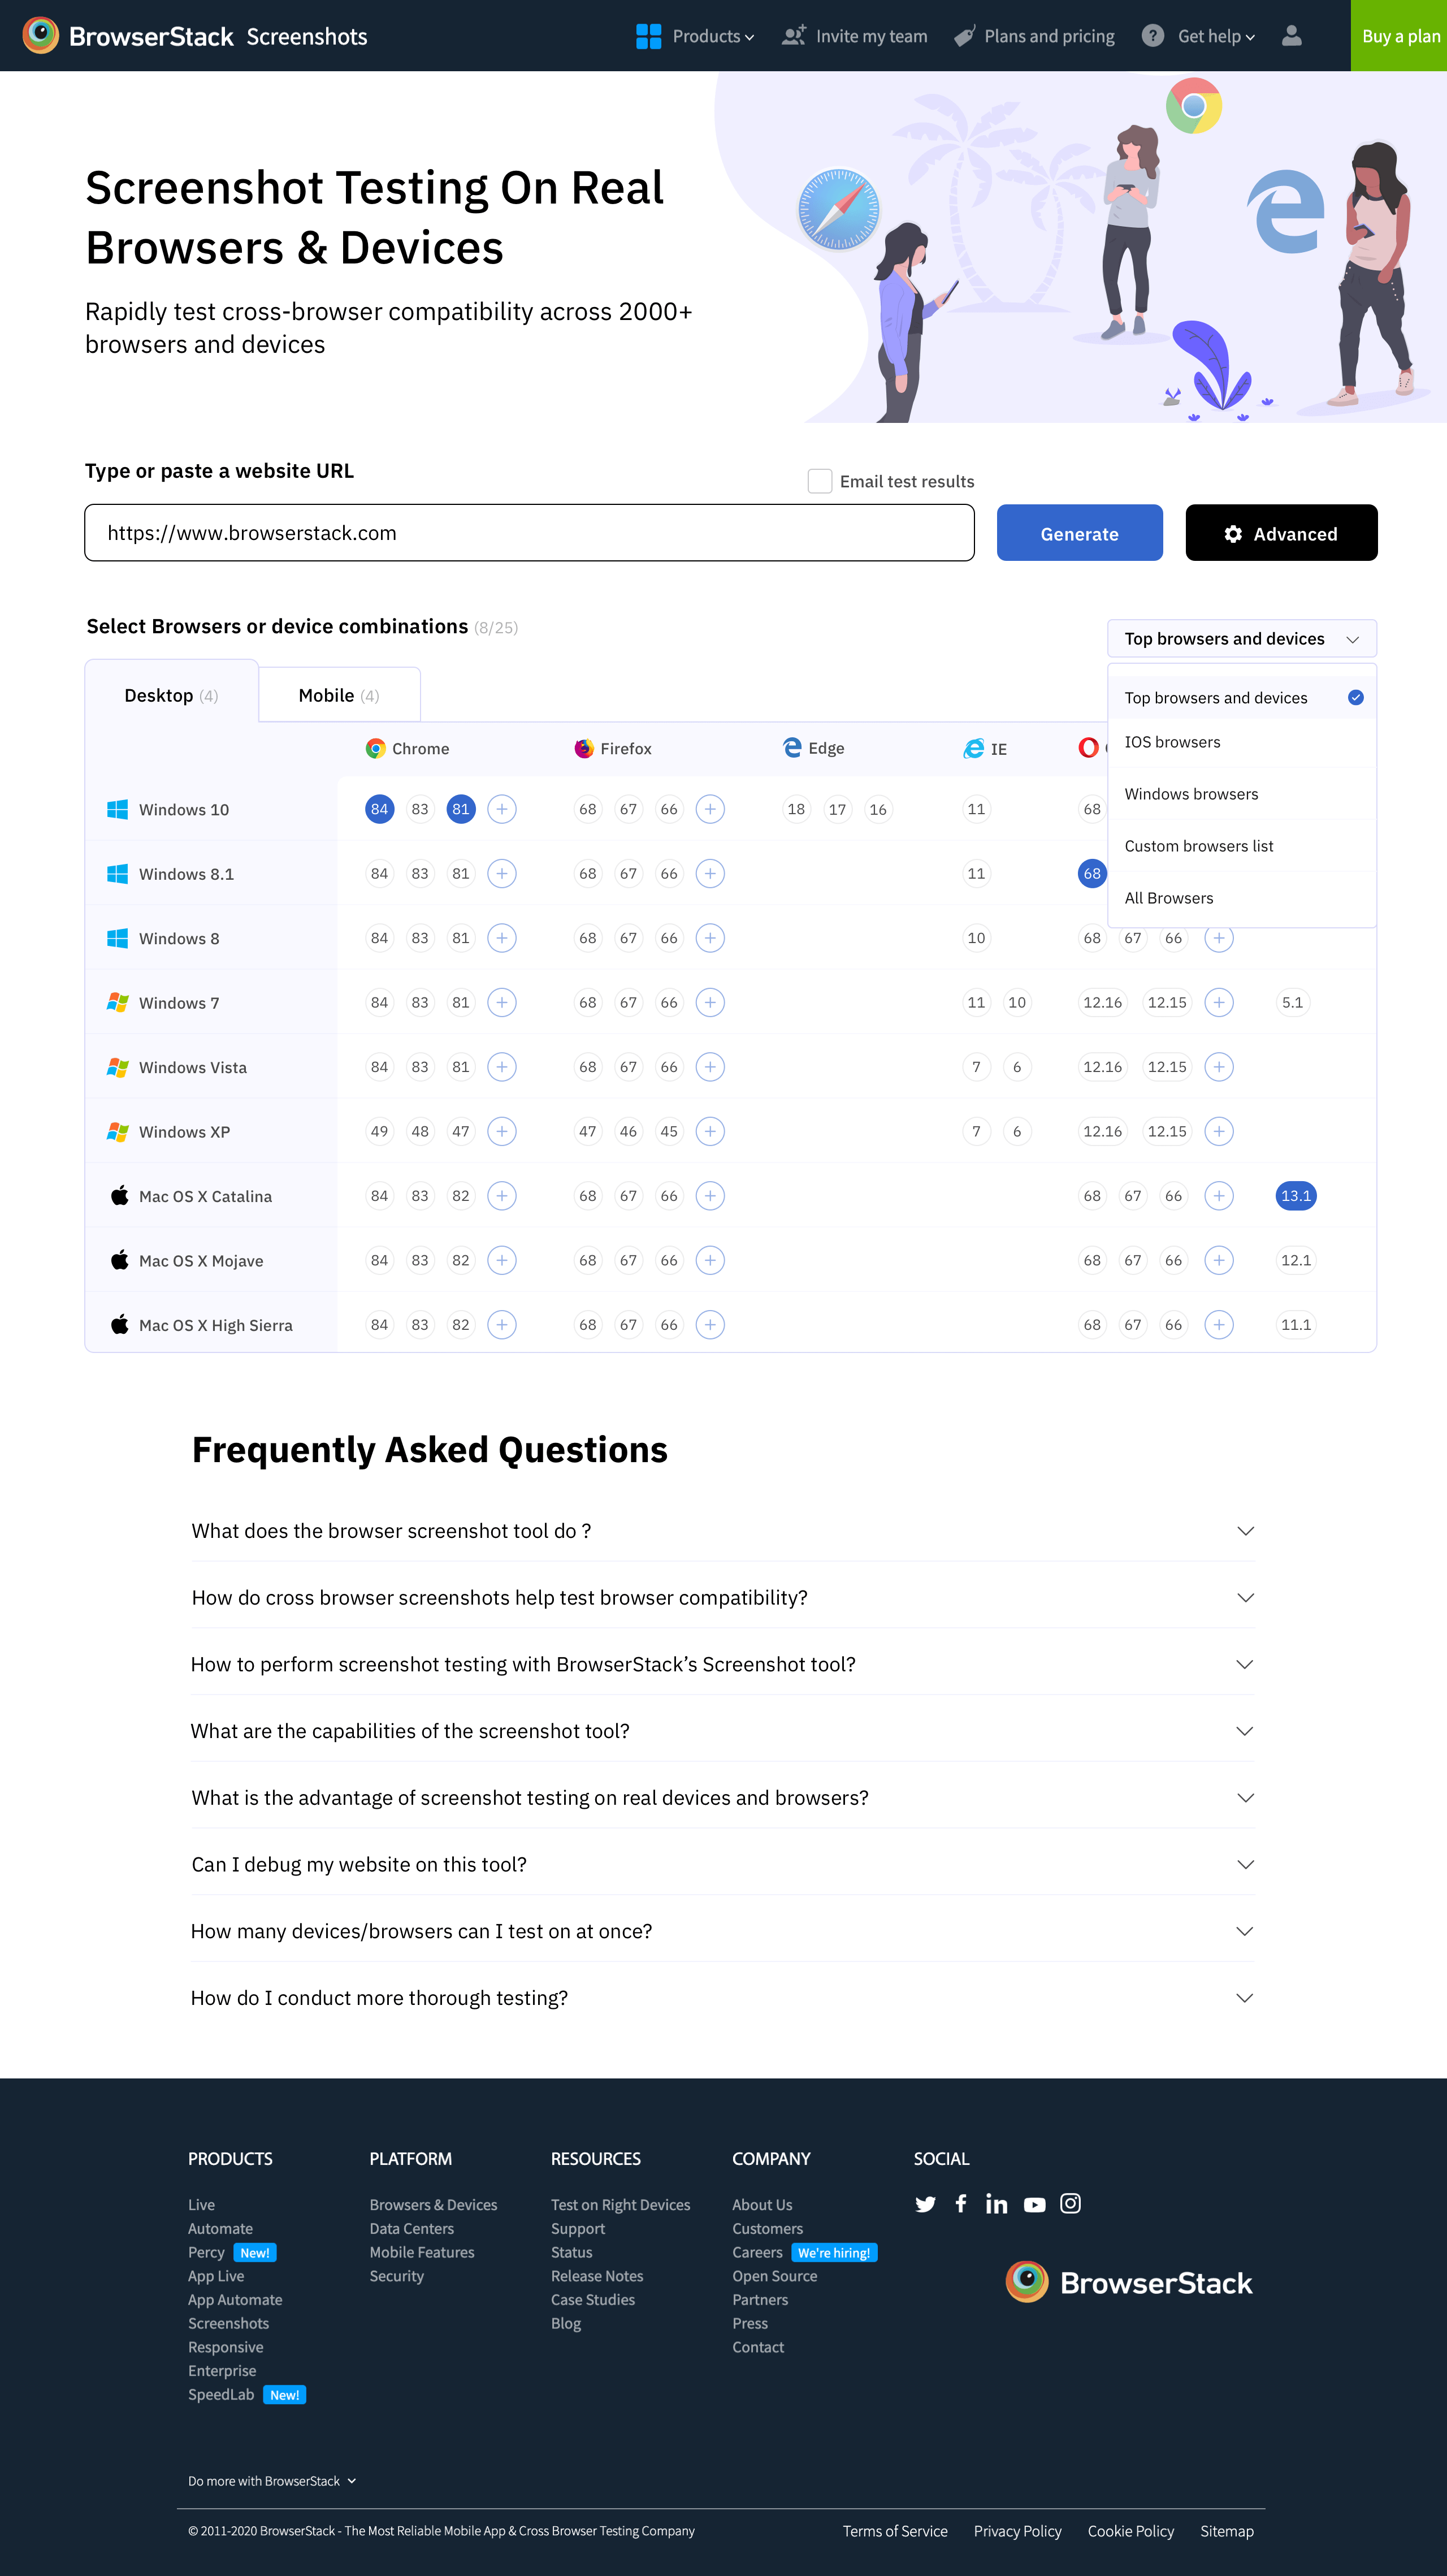 BrowserStack Screenshots
Products
Invite my team
Plans and pricing
? Get help
Buy a plan
Screenshot Testing On Real
Browsers & Devices
Rapidly test cross-browser compatibility across 2000+
browsers and devices
Type or paste a website URL
Email test results
https://www.browserstack.com
Generate
Advanced
Select Browsers or device combinations (8/25)
Top browsers and devices
Desktop (4)
Mobile (4)
Top browsers and devices
IOS browsers
Windows browsers
Custom browsers list
All Browsers
Chrome Firefox Edge IE
Windows 10 84 83 81 + 68 67 66 + 18 17 16 11 68
Windows 8.1 84 83 81 + 68 67 66 + 11 68
Windows 8 84 83 81 + 68 67 66 + 10 68 67 66 +
Windows 7 84 83 81 + 68 67 66 + 11 10 12.16 12.15 + 5.1
Windows Vista 84 83 81 + 68 67 66 + 7 6 12.16 12.15 +
Windows XP 49 48 47 + 47 46 45 + 7 6 12.16 12.15 +
Mac OS X Catalina 84 83 82 + 68 67 66 + 68 67 66 + 13.1
Mac OS X Mojave 84 83 82 + 68 67 66 + 68 67 66 + 12.1
Mac OS X High Sierra 84 83 82 + 68 67 66 + 68 67 66 + 11.1
Frequently Asked Questions
What does the browser screenshot tool do ?
How do cross browser screenshots help test browser compatibility?
How to perform screenshot testing with BrowserStack’s Screenshot tool?
What are the capabilities of the screenshot tool?
What is the advantage of screenshot testing on real devices and browsers?
Can I debug my website on this tool?
How many devices/browsers can I test on at once?
How do I conduct more thorough testing?
PRODUCTS
Live
Automate
Percy New!
App Live
App Automate
Screenshots
Responsive
Enterprise
SpeedLab New!
PLATFORM
Browsers & Devices
Data Centers
Mobile Features
Security
RESOURCES
Test on Right Devices
Support
Status
Release Notes
Case Studies
Blog
COMPANY
About Us
Customers
Careers We're hiring!
Open Source
Partners
Press
Contact
SOCIAL
BrowserStack
Do more with BrowserStack
© 2011-2020 BrowserStack - The Most Reliable Mobile App & Cross Browser Testing Company
Terms of Service Privacy Policy Cookie Policy Sitemap